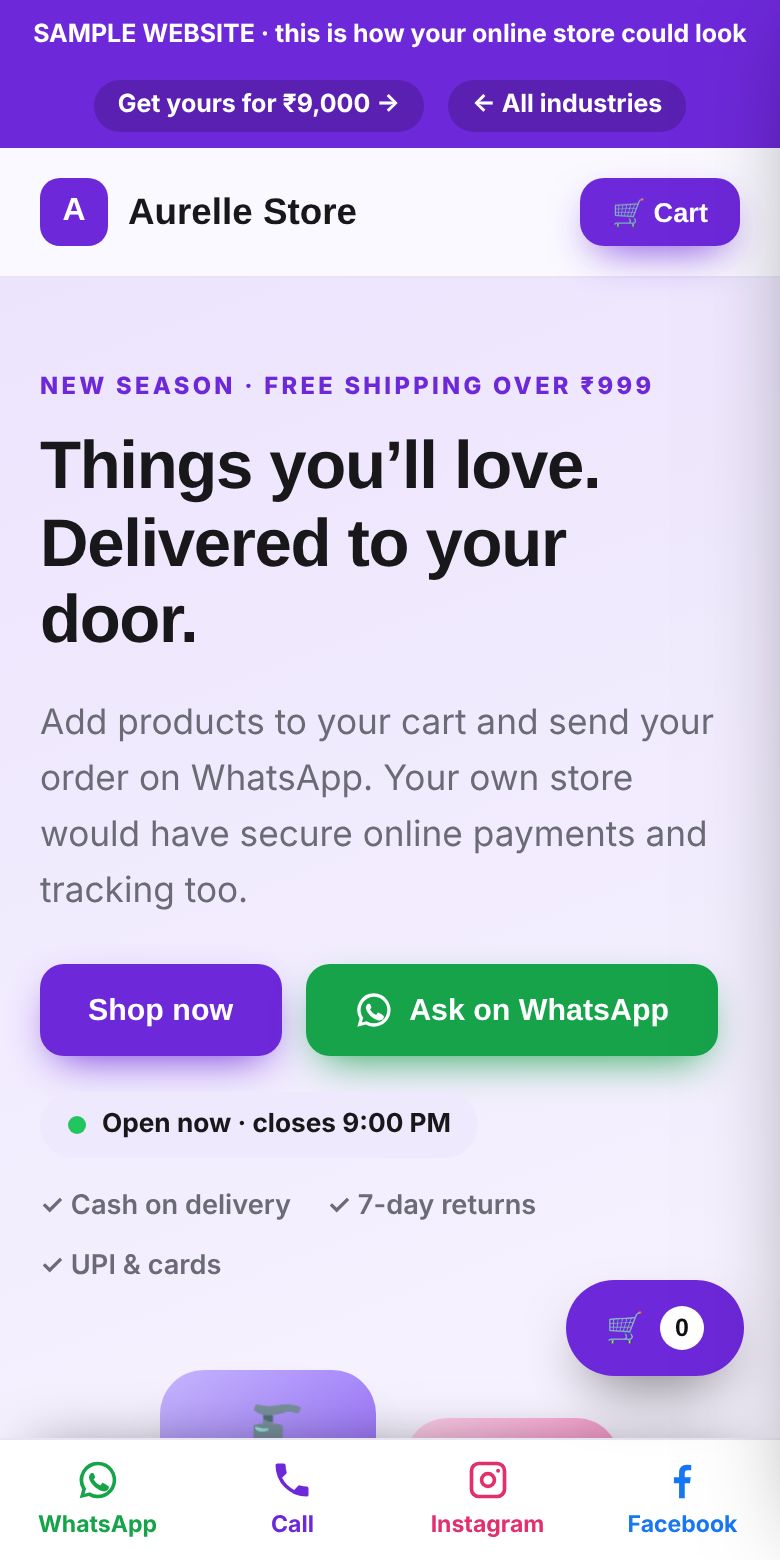 SAMPLE WEBSITE · this is how your online store could look
Get yours for ₹9,000 → ← All industries
A Aurelle Store 🛒 Cart
NEW SEASON · FREE SHIPPING OVER ₹999
Things you’ll love.
Delivered to your
door.
Add products to your cart and send your
order on WhatsApp. Your own store
would have secure online payments and
tracking too.
Shop now Ask on WhatsApp
Open now · closes 9:00 PM
✓ Cash on delivery ✓ 7-day returns
✓ UPI & cards
🛒 0
WhatsApp Call Instagram Facebook